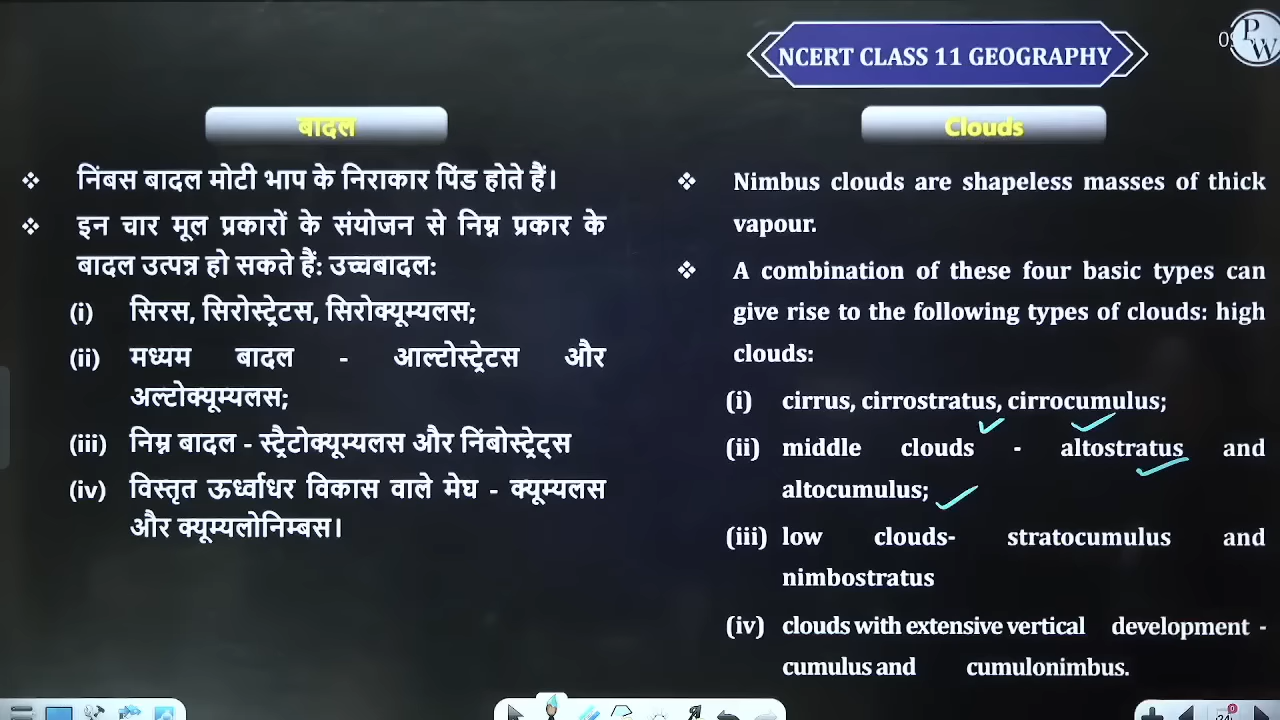 NCERT CLASS 11 GEOGRAPHY
PW
बादल
❖ निंबस बादल मोटी भाप के निराकार पिंड होते हैं।
❖ इन चार मूल प्रकारों के संयोजन से निम्न प्रकार के
बादल उत्पन्न हो सकते हैं: उच्चबादल:
(i) सिरस, सिरोस्ट्रेटस, सिरोक्यूम्यलस;
(ii) मध्यम बादल - आल्टोस्ट्रेटस और
अल्टोक्यूम्यलस;
(iii) निम्न बादल - स्ट्रैटोक्यूम्यलस और निंबोस्ट्रेट्स
(iv) विस्तृत ऊर्ध्वाधर विकास वाले मेघ - क्यूम्यलस
और क्यूम्यलोनिम्बस।
Clouds
❖ Nimbus clouds are shapeless masses of thick
vapour.
❖ A combination of these four basic types can
give rise to the following types of clouds: high
clouds:
(i) cirrus, cirrostratus, cirrocumulus;
(ii) middle clouds - altostratus and
altocumulus;
(iii) low clouds- stratocumulus and
nimbostratus
(iv) clouds with extensive vertical development -
cumulus and cumulonimbus.